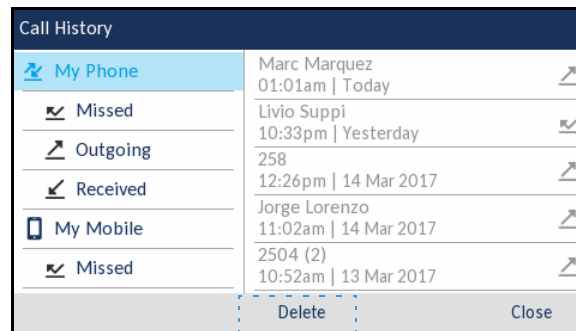 Call History
My Phone
Missed
Outgoing
Received
My Mobile
Missed
Marc Marquez
01:01am | Today
Livio Suppi
10:33pm | Yesterday
258
12:26pm | 14 Mar 2017
Jorge Lorenzo
11:02am | 14 Mar 2017
2504 (2)
10:52am | 13 Mar 2017
Delete
Close